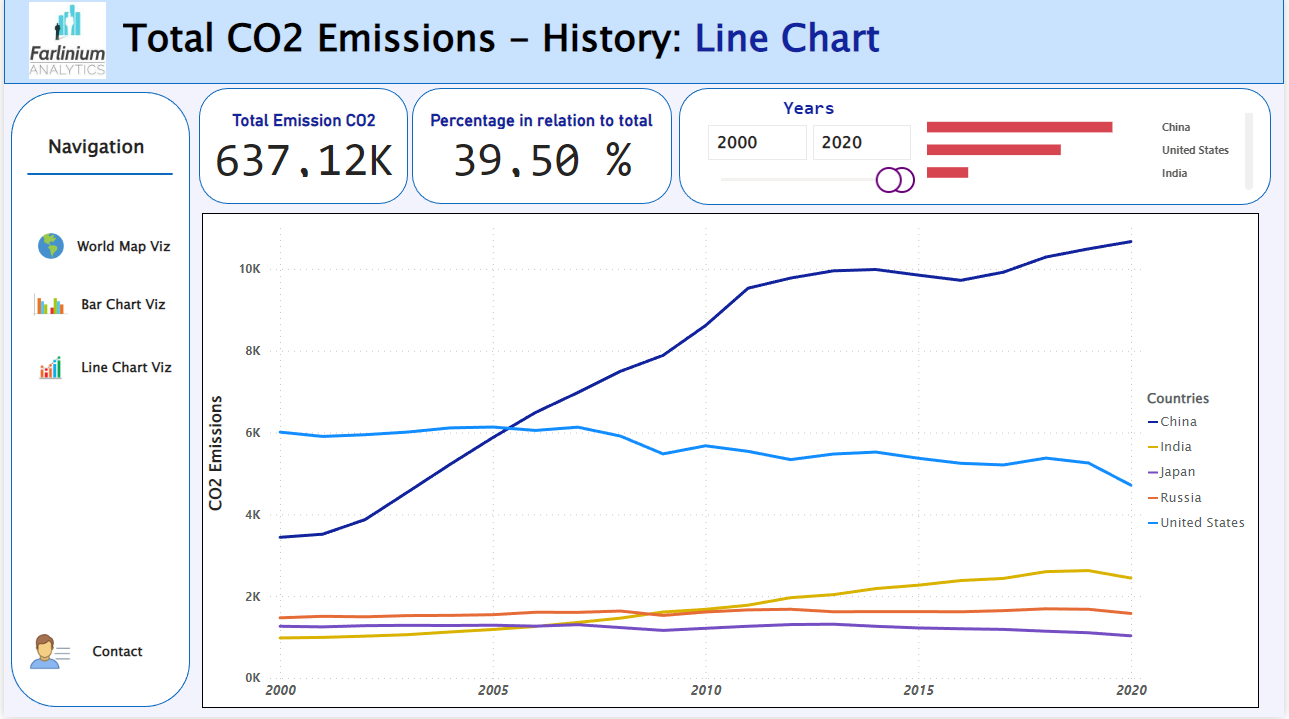 Farlinium
ANALYTICS
Total CO2 Emissions – History: Line Chart
Navigation
World Map Viz
Bar Chart Viz
Line Chart Viz
Contact
Total Emission CO2
637,12K
Percentage in relation to total
39,50 %
Years
2000 2020
China
United States
India
CO2 Emissions
10K
8K
6K
4K
2K
0K
2000 2005 2010 2015 2020
Countries
China
India
Japan
Russia
United States